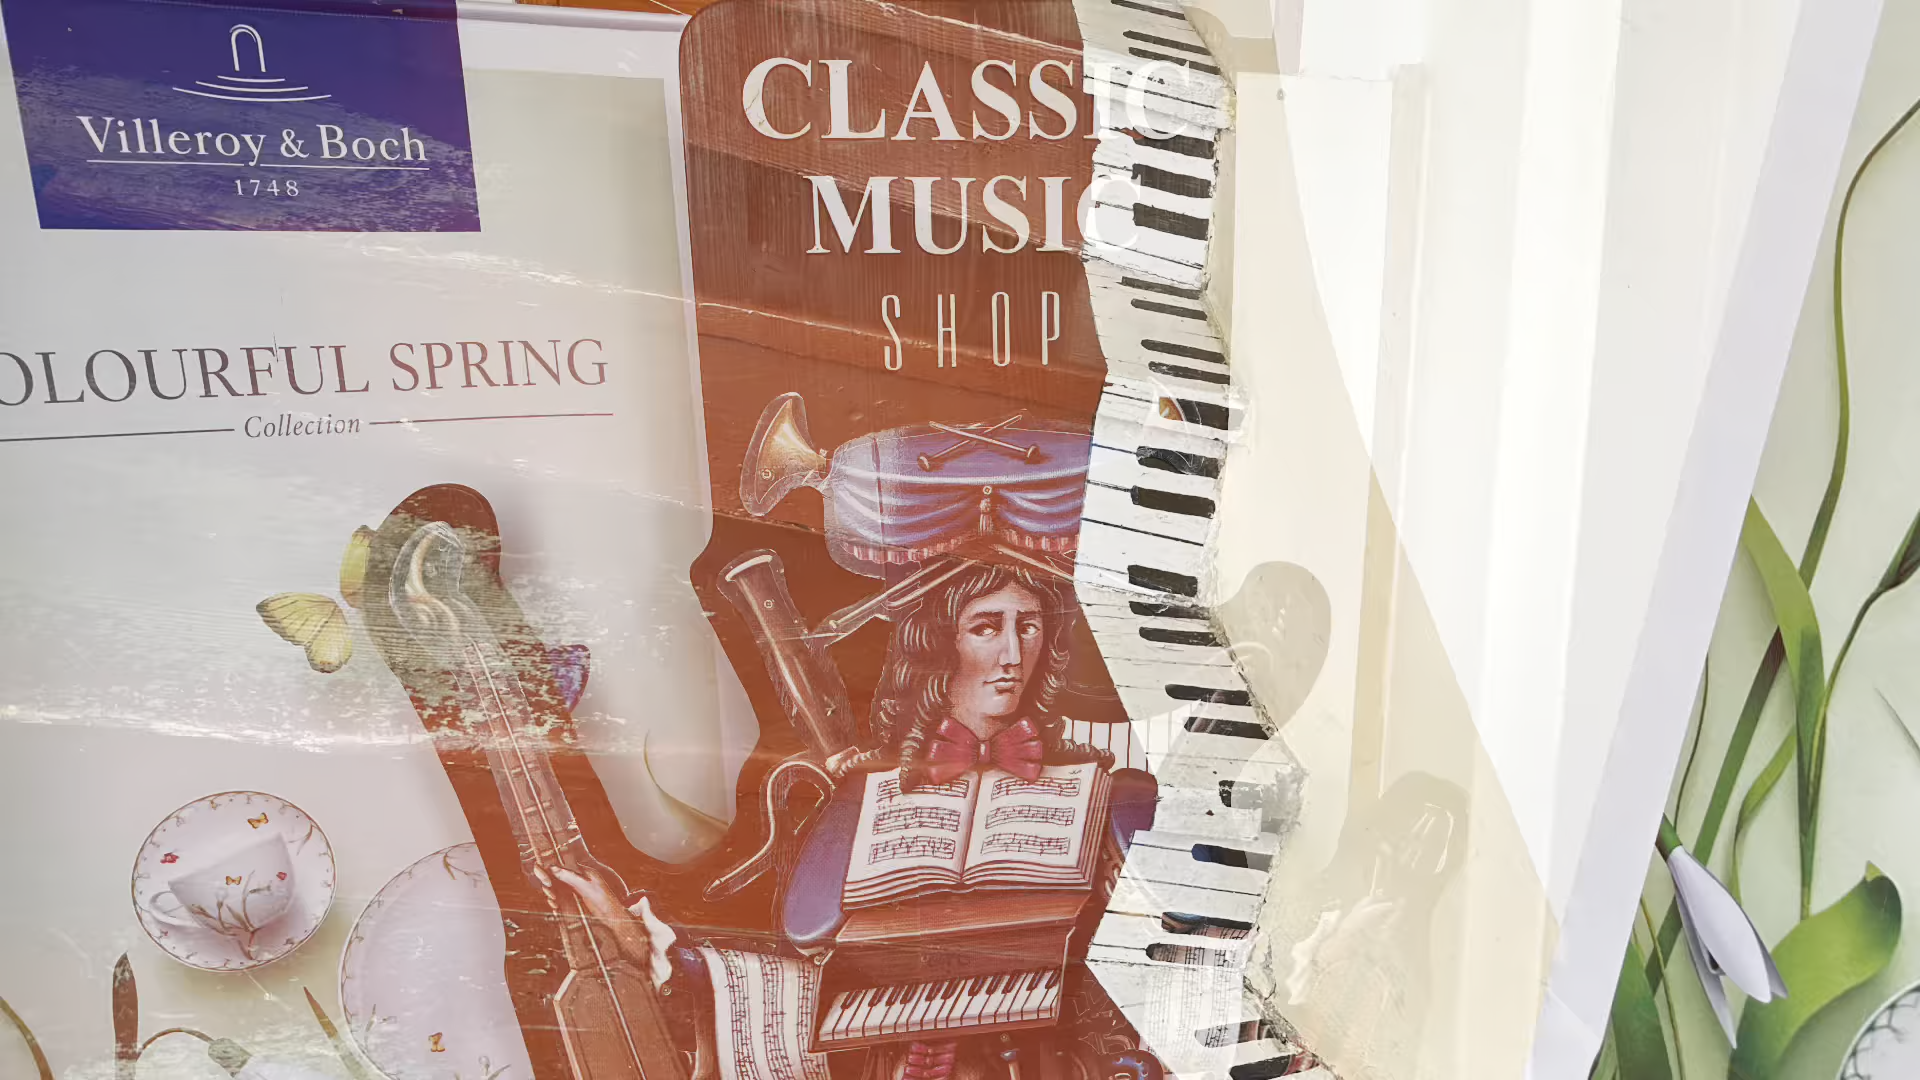 Villeroy & Boch
1748
OLOURFUL SPRING
Collection
CLASSIC
MUSIC
SHOP